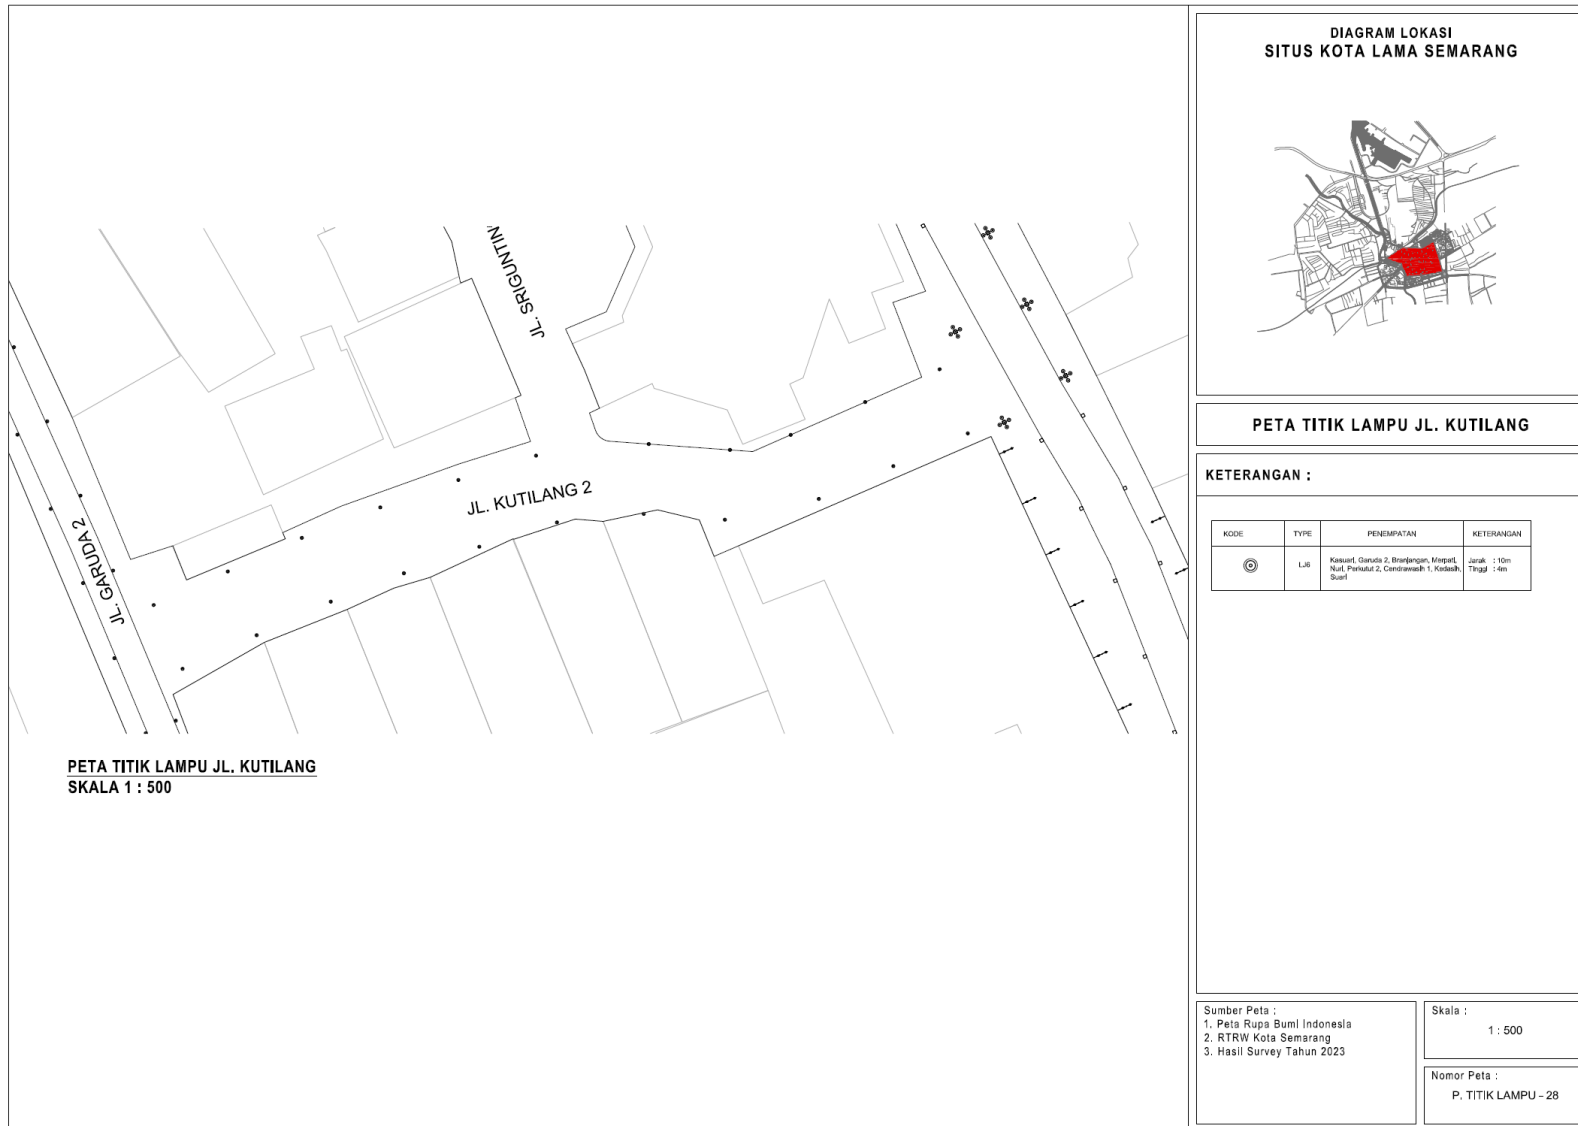 DIAGRAM LOKASI
SITUS KOTA LAMA SEMARANG
JL. SRIGUNTIN
JL. KUTILANG 2
JL. GARUDA 2
PETA TITIK LAMPU JL. KUTILANG
SKALA 1 : 500
PETA TITIK LAMPU JL. KUTILANG
KETERANGAN :
KODE TYPE PENEMPATAN KETERANGAN
LJ6
Kasuari, Garuda 2, Branjangan, Merpati,
Nuri, Perkutut 2, Cendrawasih 1, Kedasih,
Suari
Jarak : 10m
Tinggi : 4m
Sumber Peta :
1. Peta Rupa Bumi Indonesia
2. RTRW Kota Semarang
3. Hasil Survey Tahun 2023
Skala :
1 : 500
Nomor Peta :
P. TITIK LAMPU - 28